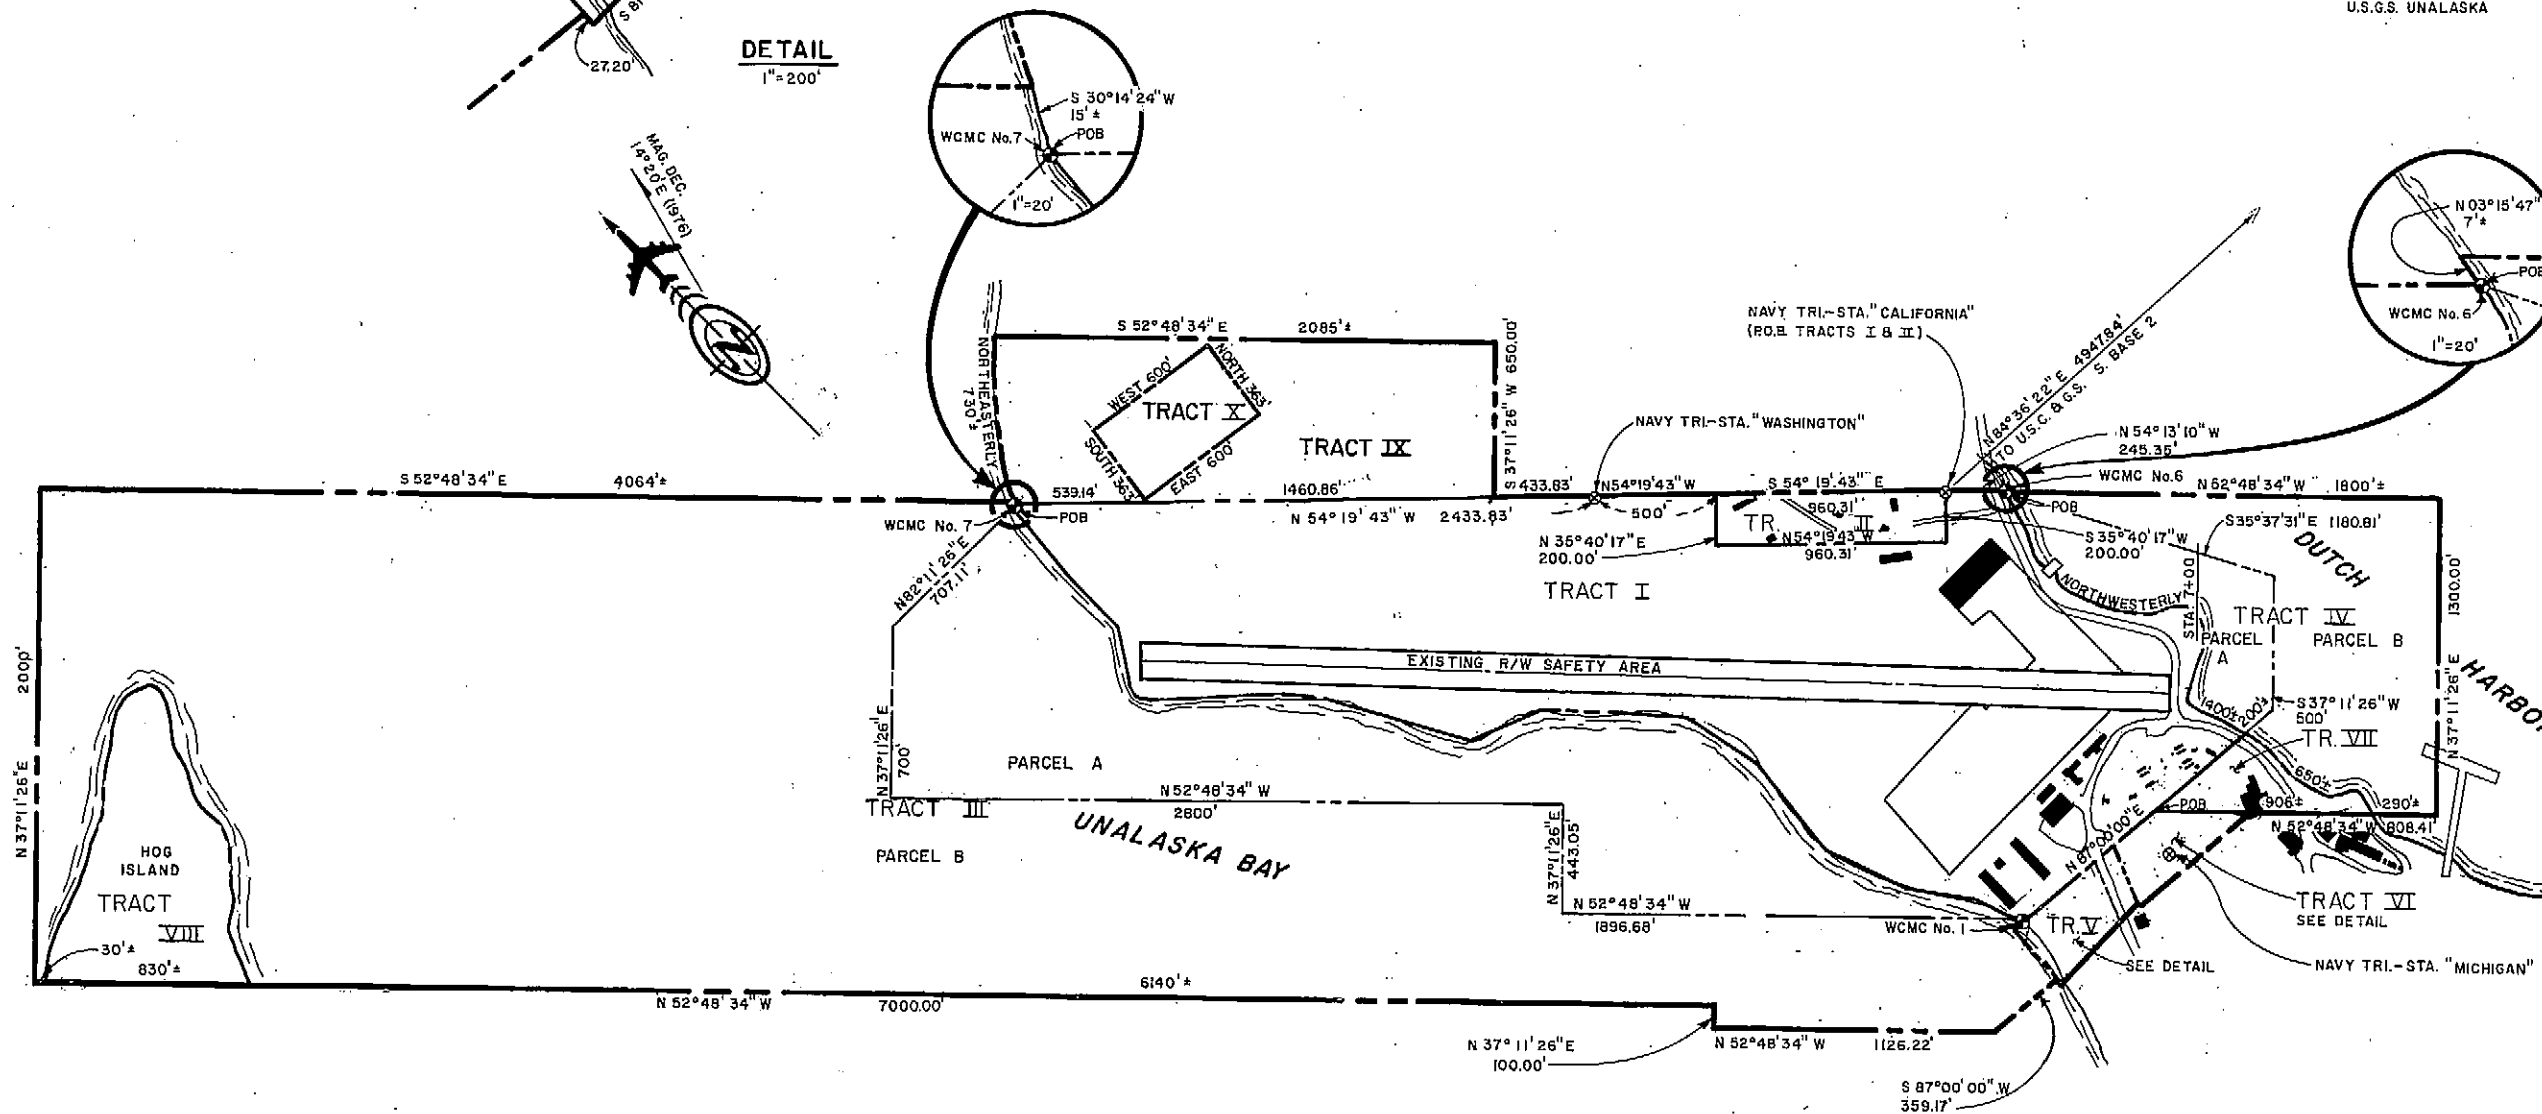 U.S.G.S. UNALASKA
27.20'
DETAIL
1"=200'
MAG. DEC.
14°20'E (1976)
N
S 30°14'24"W
15'±
WCMC No.7
POB
1"=20'
N 03°15'47"
7'±
POB
WCMC No.6
1"=20'
NAVY TRI.-STA. "CALIFORNIA"
(P.O.B. TRACTS I & II)
N84°36'22"E 4947.84'
TO U.S.C. & G.S. S. BASE 2
S 52°48'34" E 2085'±
NORTHEASTERLY
730'±
WEST 600'
NORTH 363'
TRACT X
SOUTH 363'
EAST 600'
TRACT IX
S 37°11'26" W 650.00'
NAVY TRI.-STA. "WASHINGTON"
N 54°13'10"W
245.35'
WCMC No.6
S 52°48'34" E 4064'±
539.14'
1460.86'
433.83'
N54°19'43"W
S 54°19'43" E
N 52°48'34"W 1800'±
WCMC No. 7
POB
N 54°19'43"W 2433.83'
500'
960.31'
TR. II
N54°19'43"W
960.31'
POB
S35°37'31"E 1180.81'
N 35°40'17"E
200.00'
S35°40'17"W
200.00'
DUTCH
N82°11'26"E
707.11'
TRACT I
NORTHWESTERLY
STA. 7+00
TRACT IV
PARCEL
A
PARCEL B
1300.00'
N 37°11'26"E
HARBOR
EXISTING R/W SAFETY AREA
2000'
N 37°11'26"E
1400'±
200'±
S37°11'26"W
500'
TR. VII
N 37°11'26"E
700'
PARCEL A
650'±
N 52°48'34" W
2800'
TRACT III
PARCEL B
UNALASKA BAY
POB
906'±
290'±
N 52°48'34"W 808.41'
N 37°11'26"E
443.05'
N 87°00'00"E
HOG
ISLAND
TRACT
VIII
N 52°48'34"W
1896.68'
WCMC No. 1
TR. V
TRACT VI
SEE DETAIL
SEE DETAIL
NAVY TRI.-STA. "MICHIGAN"
30'±
830'±
6140'±
N 52°48'34"W
7000.00'
N 37°11'26"E
100.00'
N 52°48'34" W 1126.22'
S 87°00'00".W
359.17'